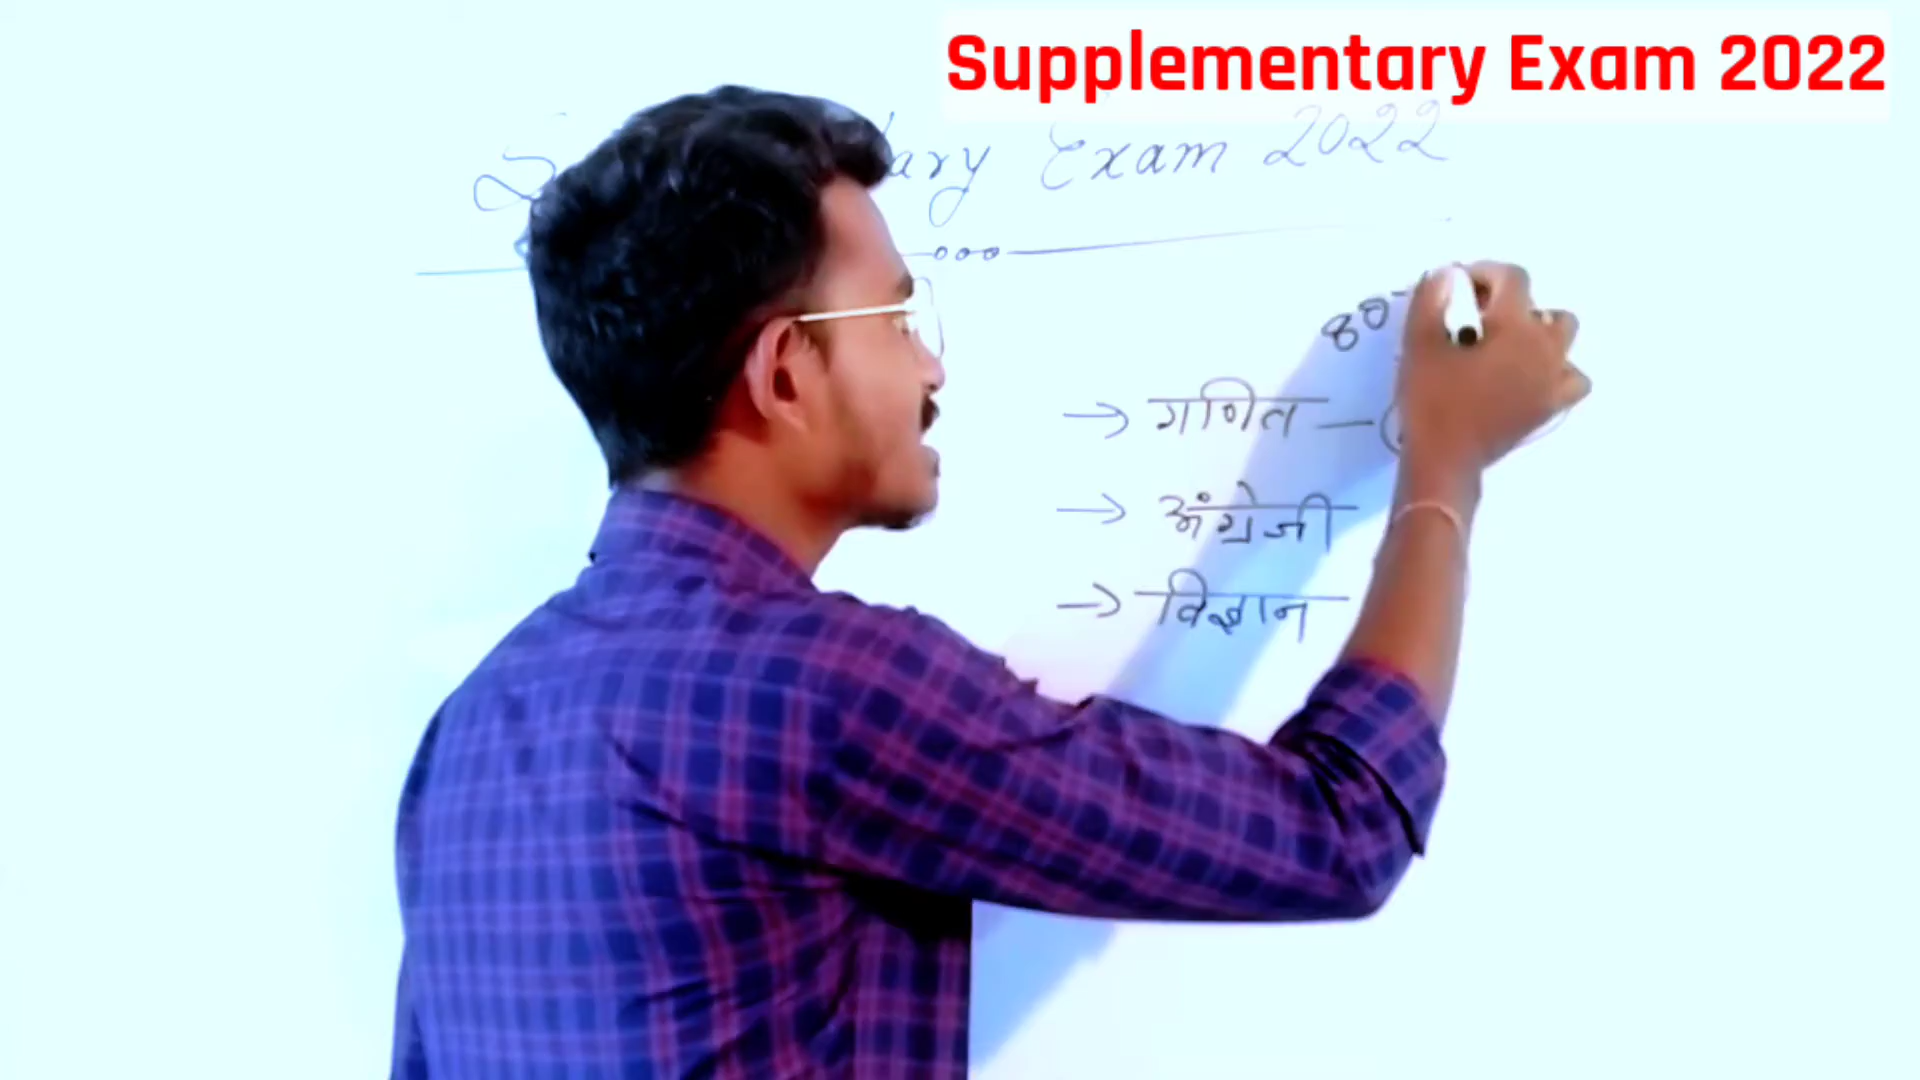 Supplementary Exam 2022
ary Exam 2022
80
→ गणित —
→ अंग्रेजी
→ विज्ञान